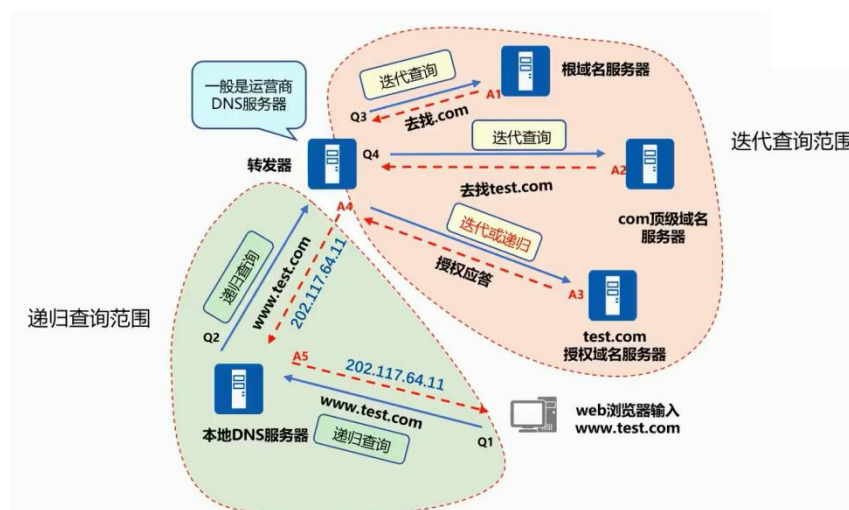 一般是运营商
DNS服务器
迭代查询
根域名服务器
A1
Q3
去找.com
转发器
Q4
迭代查询
A2
去找test.com
com顶级域名
服务器
迭代查询范围
A4
迭代或递归
授权应答
A3
test.com
授权域名服务器
递归查询范围
递归查询
www.test.com
202.117.64.11
Q2
A5
202.117.64.11
www.test.com
本地DNS服务器
递归查询
Q1
web浏览器输入
www.test.com